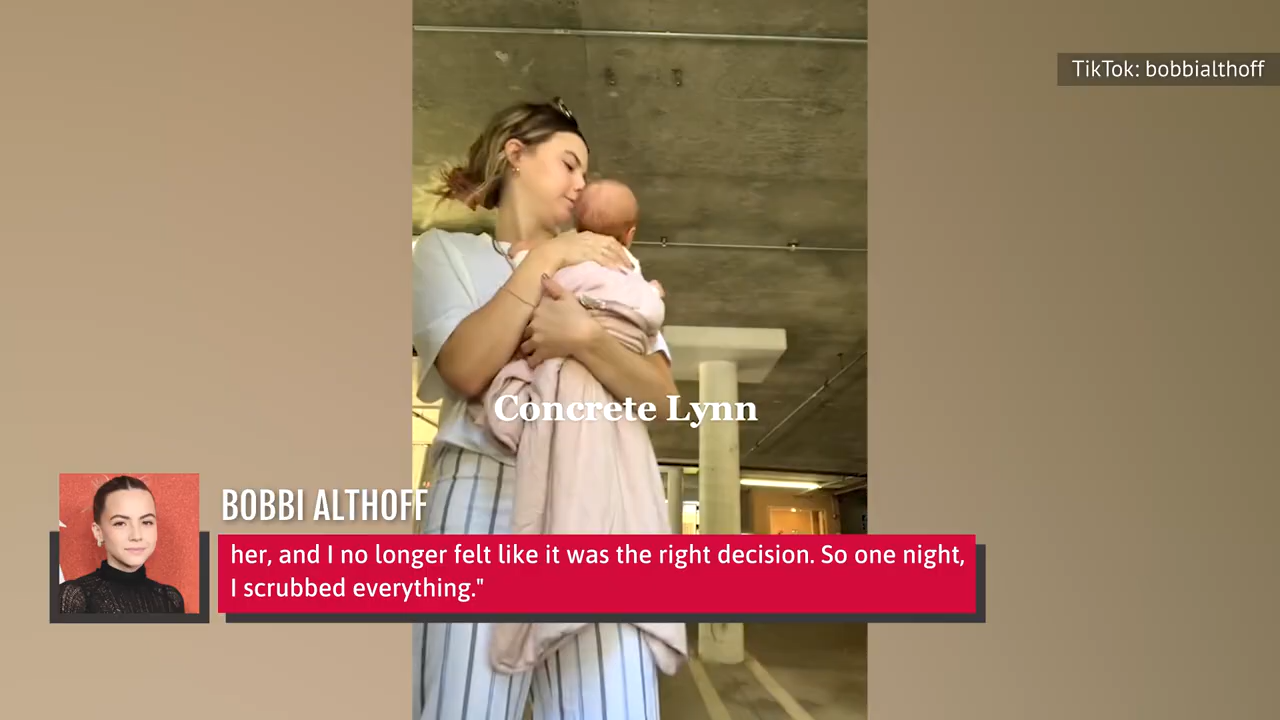 TikTok: bobbialthoff
Concrete Lynn
BOBBI ALTHOFF
her, and I no longer felt like it was the right decision. So one night,
I scrubbed everything."